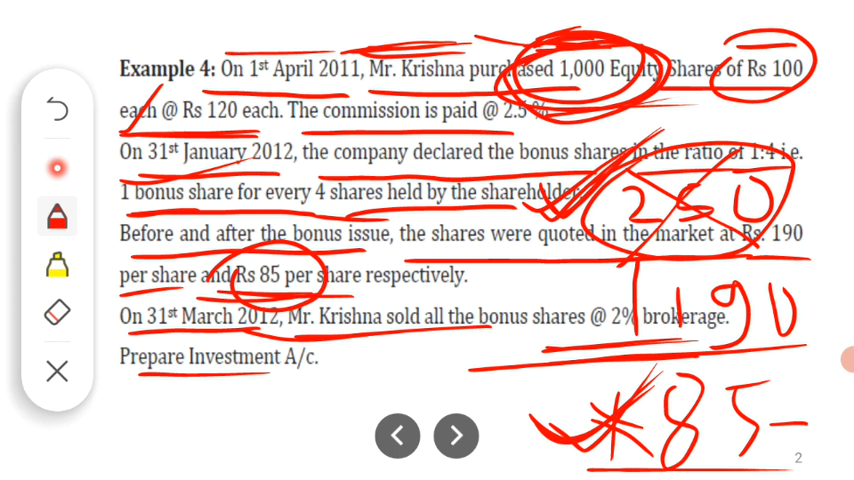 Example 4: On 1st April 2011, Mr. Krishna purchased 1,000 Equity Shares of Rs 100
each @ Rs 120 each. The commission is paid @ 2.5 %.
On 31st January 2012, the company declared the bonus shares in the ratio of 1:4 i.e.
1 bonus share for every 4 shares held by the shareholder.
250
Before and after the bonus issue, the shares were quoted in the market at Rs. 190
per share and Rs 85 per share respectively.
190
On 31st March 2012, Mr. Krishna sold all the bonus shares @ 2% brokerage.
Prepare Investment A/c.
85
2